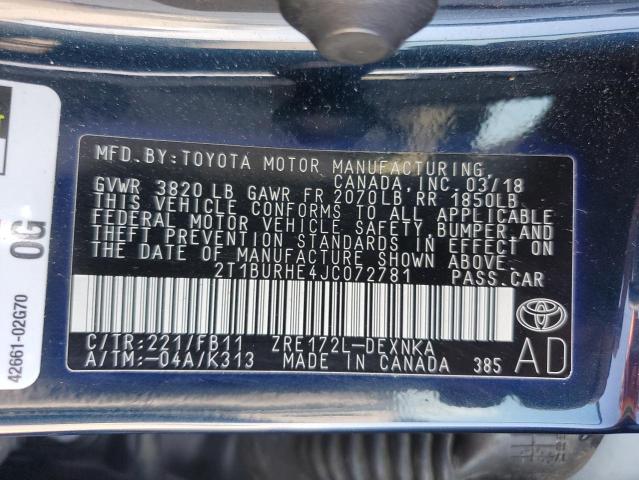 MFD. BY:TOYOTA MOTOR MANUFACTURING,
CANADA, INC. 03/18
GVWR 3820 LB GAWR FR 2070LB RR 1850LB
THIS VEHICLE CONFORMS TO ALL APPLICABLE
FEDERAL MOTOR VEHICLE SAFETY, BUMPER, AND
THEFT PREVENTION STANDARDS IN EFFECT ON
THE DATE OF MANUFACTURE SHOWN ABOVE.
2T1BURHE4JC072781 PASS.CAR
C/TR:221/FB11 ZRE172L-DEXNKA
A/TM:-04A/K313 MADE IN CANADA 385
AD
0G
42661-02G70